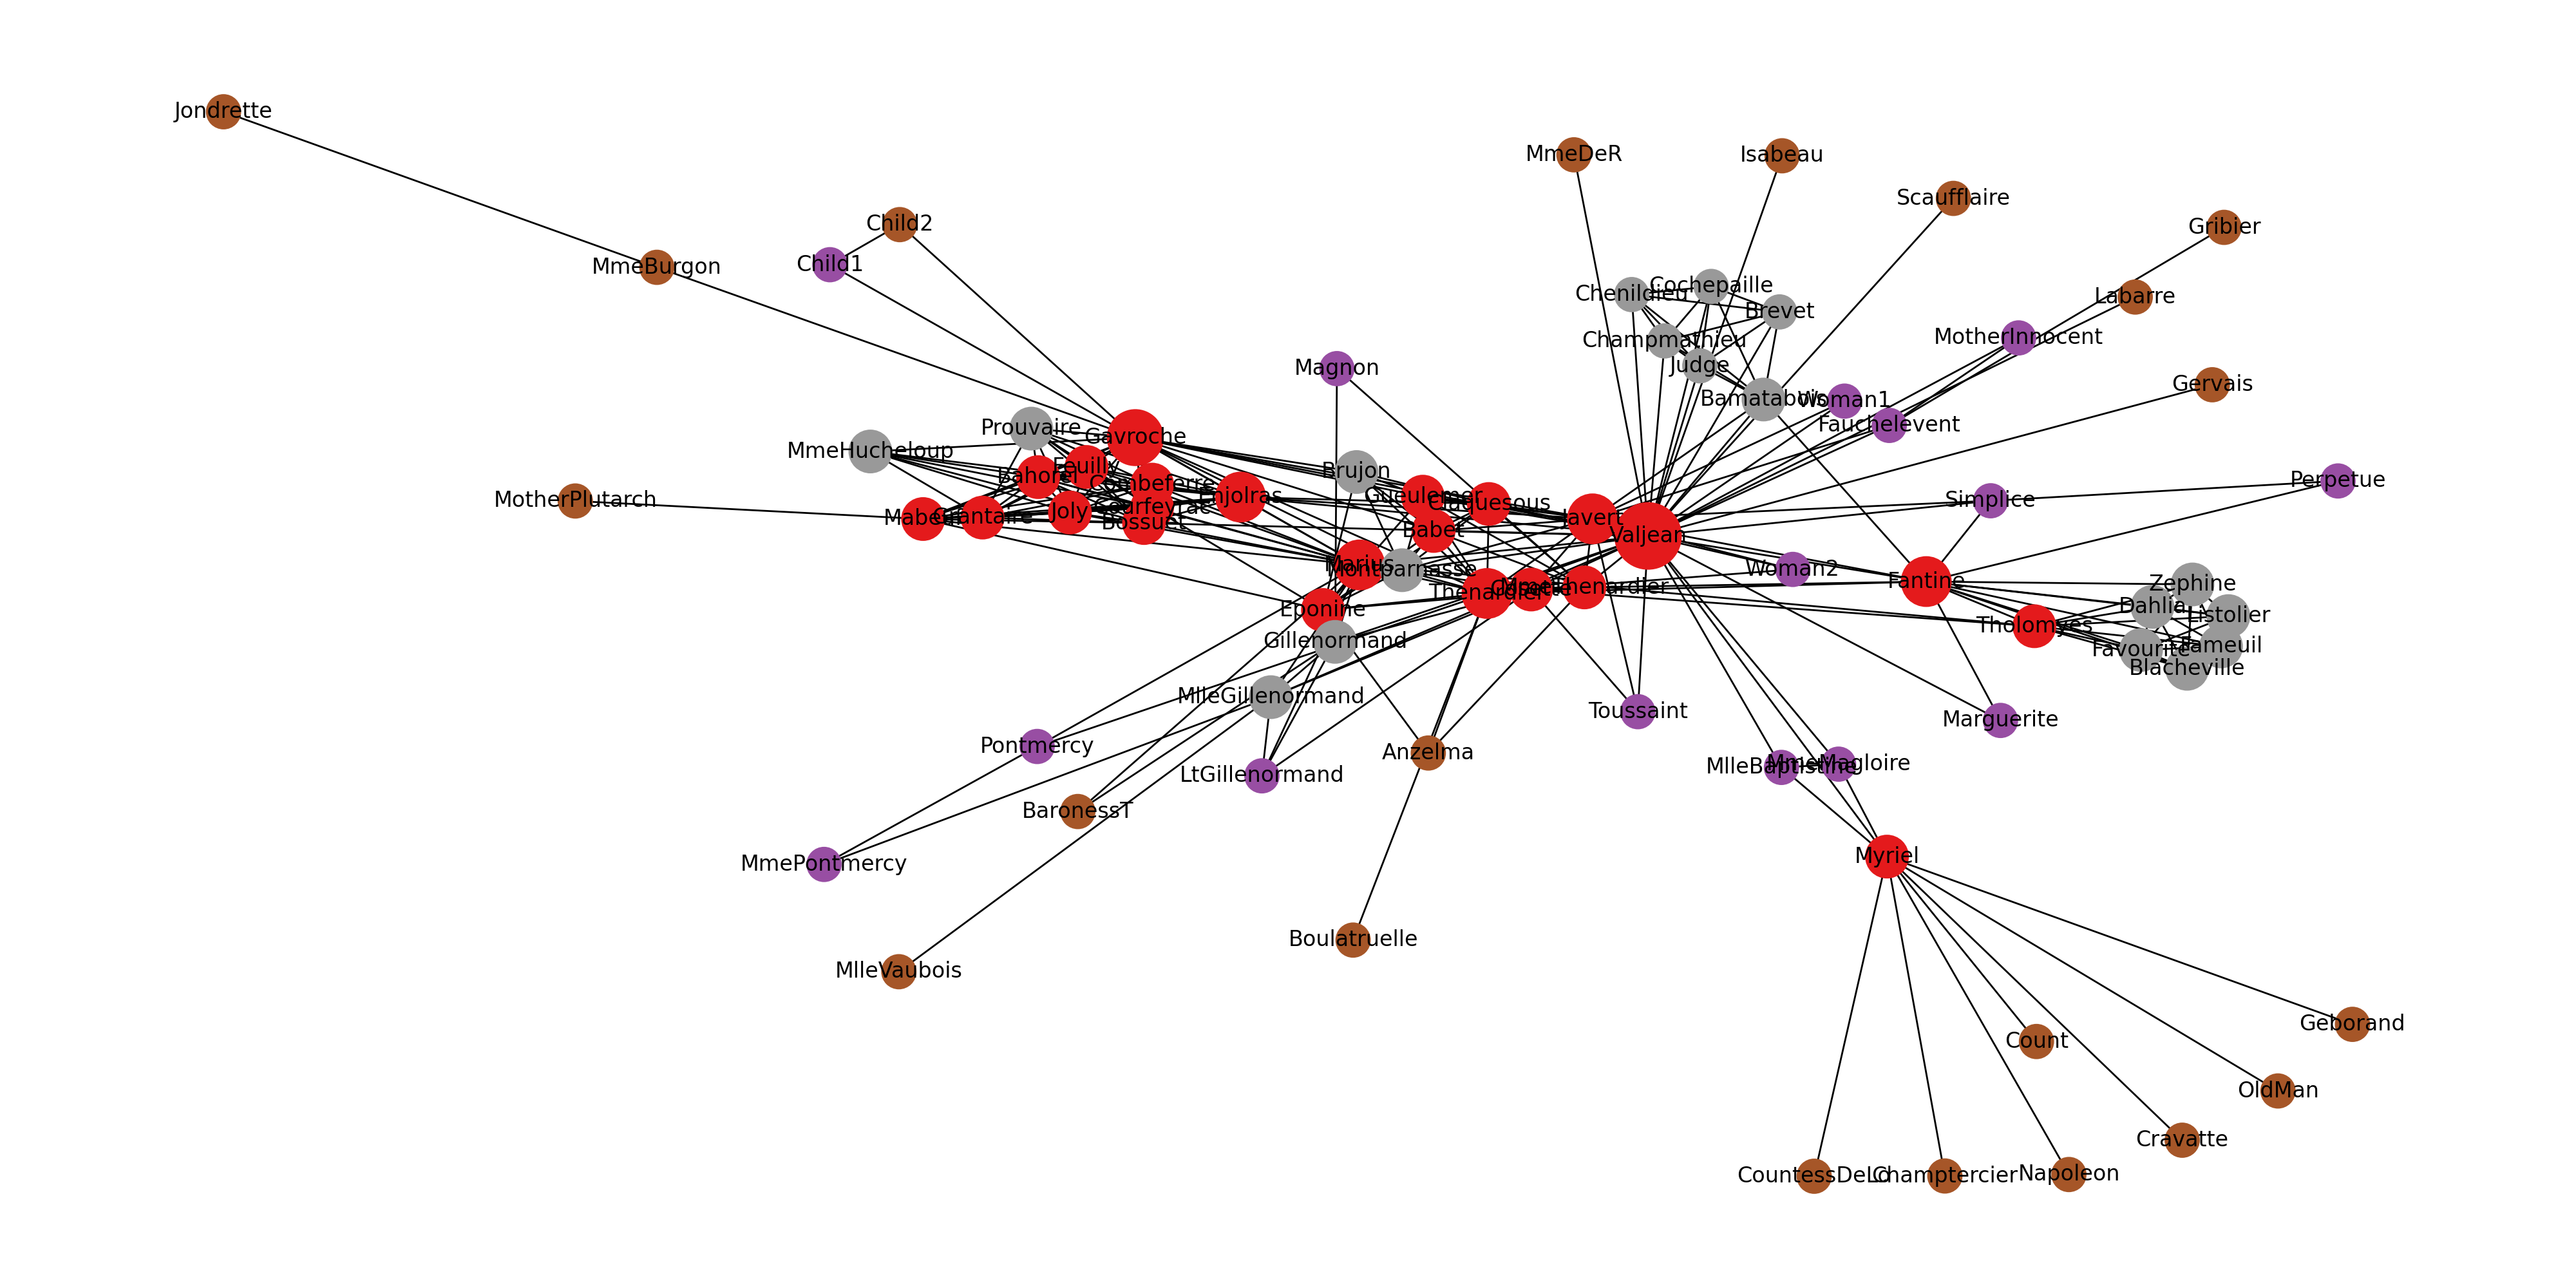 Jondrette
MmeDeR
Isabeau
Scaufflaire
Child2
Gribier
Child1
MmeBurgon
Chenildieu
Cochepaille
Labarre
Brevet
MotherInnocent
Champmathieu
Judge
Magnon
Gervais
Bamatabois
Woman1
Fauchelevent
Prouvaire
Gavroche
MmeHucheloup
Feuilly
Brujon
Bahorel
Perpetue
Combeferre
Enjolras
Gueulemer
MotherPlutarch
Claquesous
Simplice
Courfeyrac
Mabeuf
Grantaire
Joly
Bossuet
Javert
Babet
Valjean
Marius
Montparnasse
Woman2
Fantine
Zephine
Thenardier
Cosette
MmeThenardier
Eponine
Dahlia
Listolier
Tholomyes
Gillenormand
Favourite
Fameuil
Blacheville
MlleGillenormand
Toussaint
Marguerite
Pontmercy
Anzelma
MlleBaptistine
MmeMagloire
LtGillenormand
BaronessT
Myriel
MmePontmercy
Boulatruelle
MlleVaubois
Geborand
Count
OldMan
Cravatte
CountessDeLo
Champtercier
Napoleon